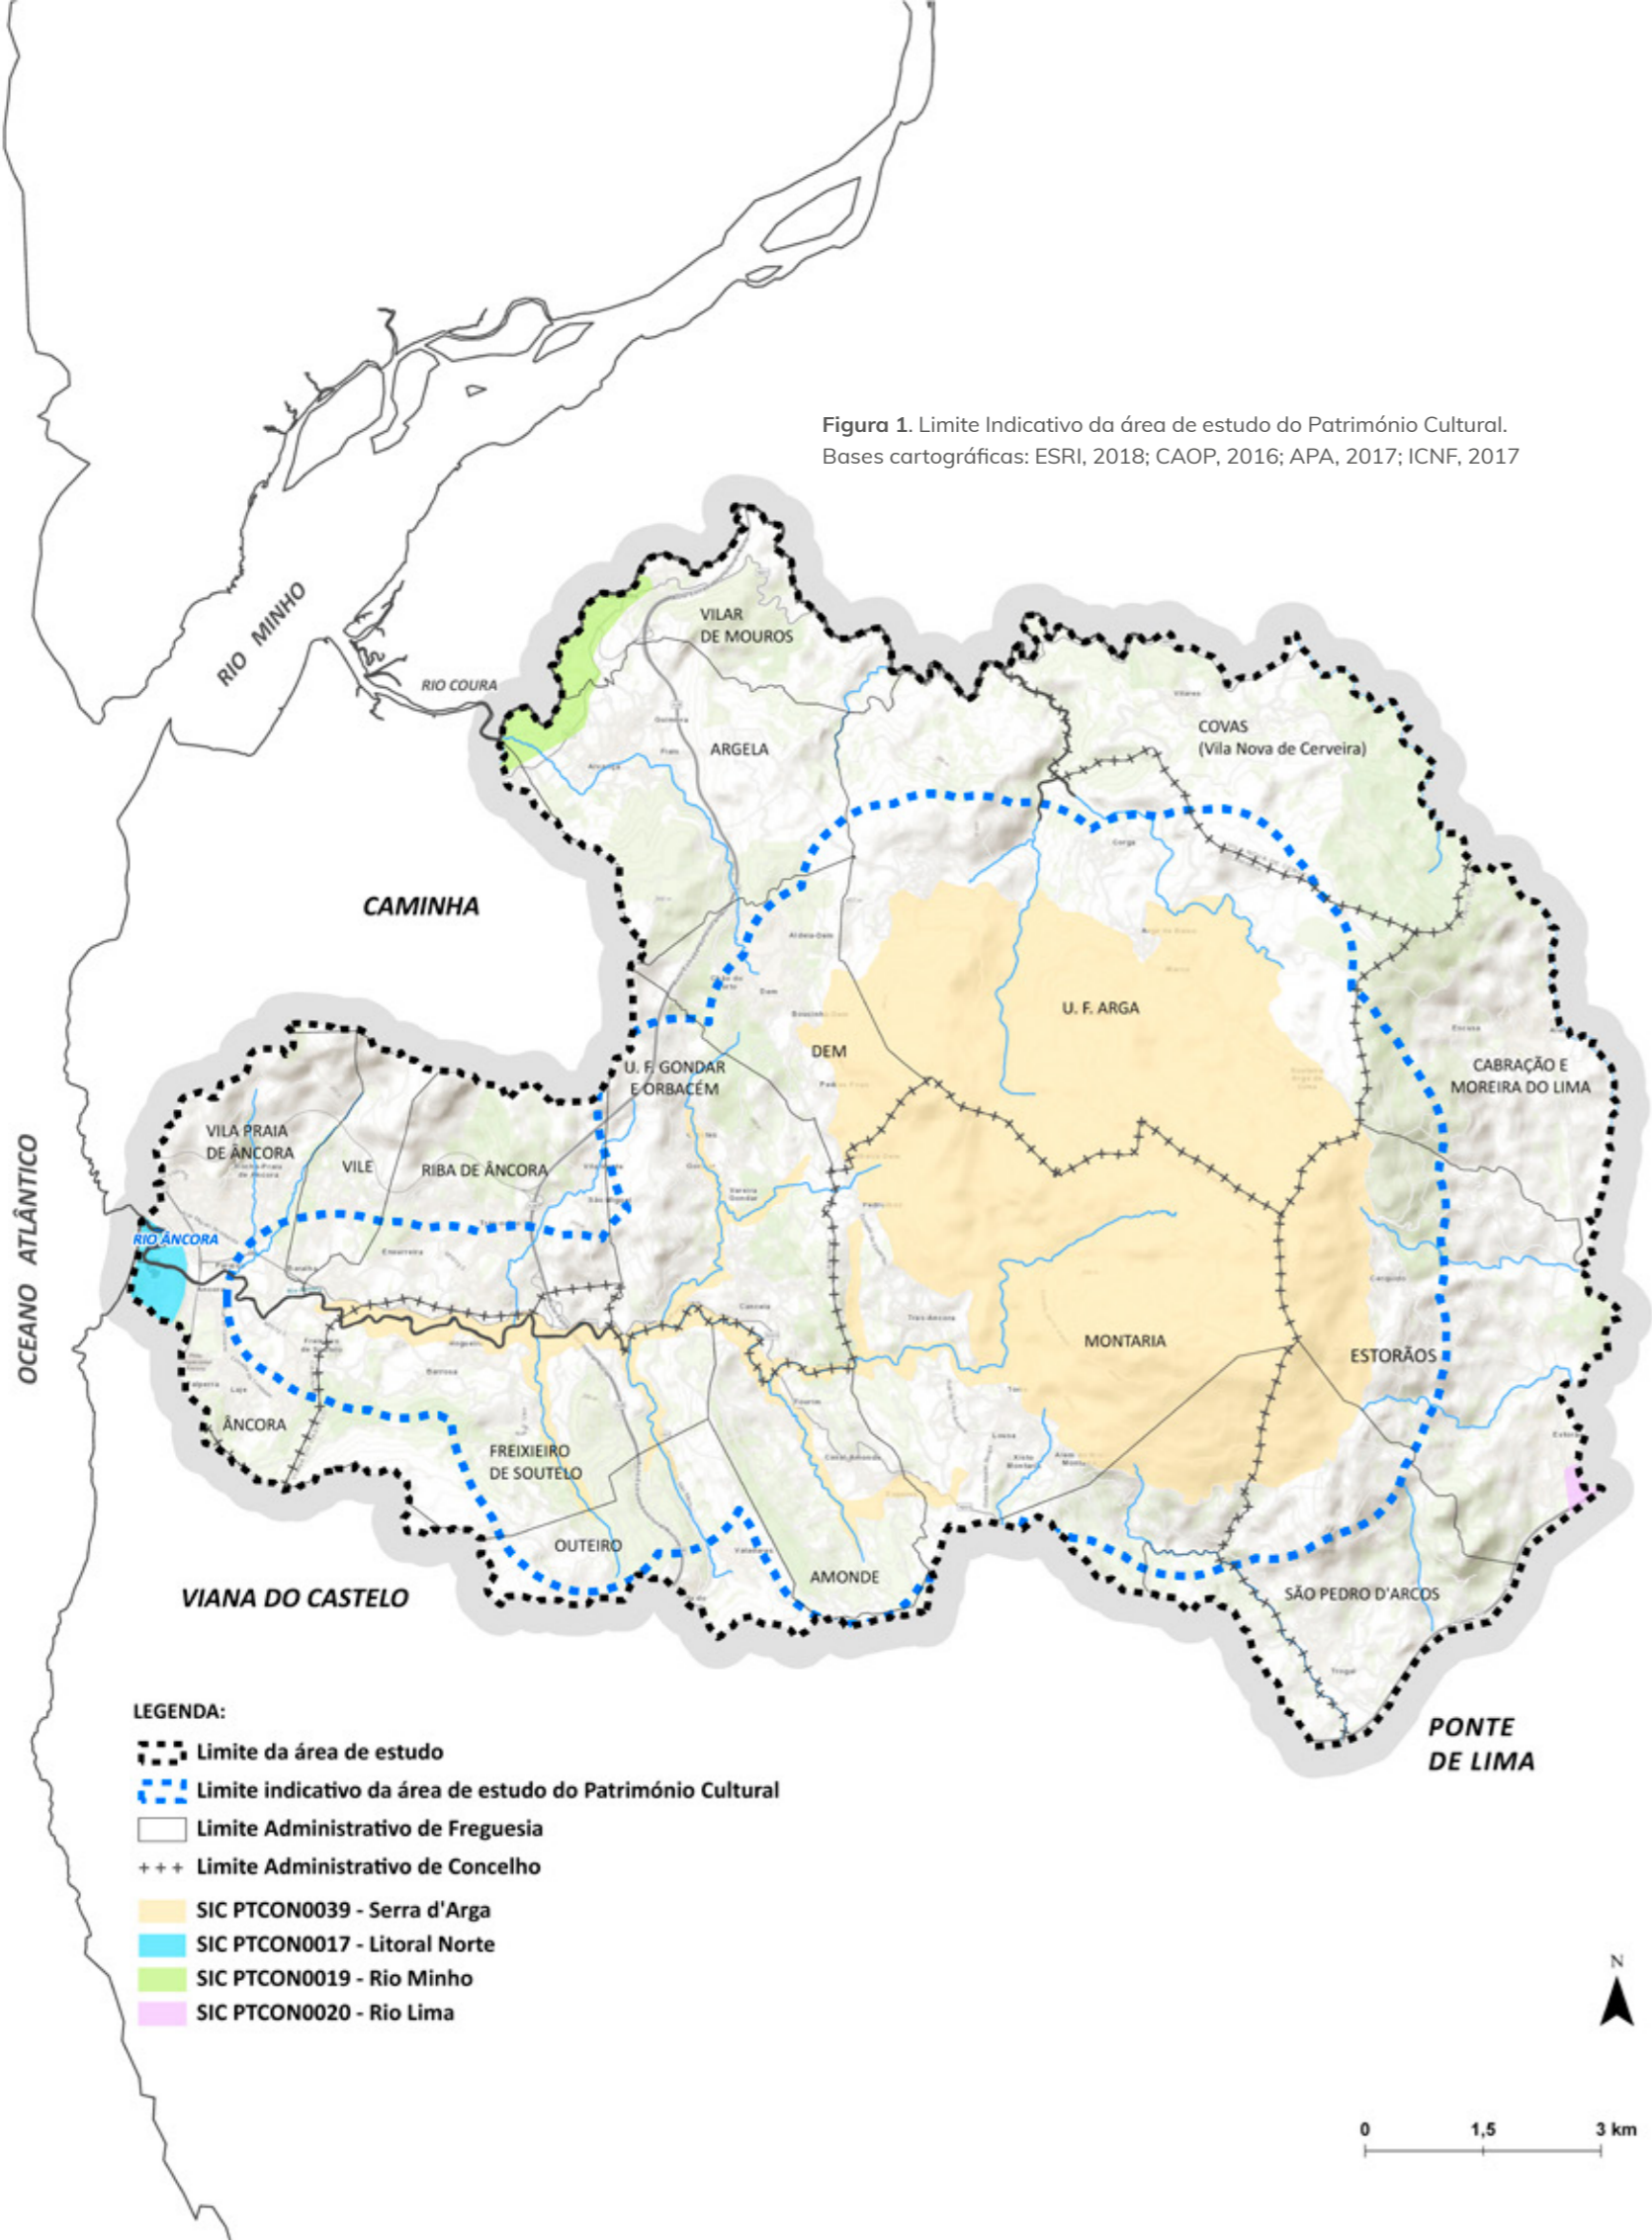 Figura 1. Limite Indicativo da área de estudo do Património Cultural.
Bases cartográficas: ESRI, 2018; CAOP, 2016; APA, 2017; ICNF, 2017
RIO MINHO
RIO COURA
VILAR
DE MOUROS
COVAS
(Vila Nova de Cerveira)
ARGELA
CAMINHA
U. F. ARGA
DEM
U. F. GONDAR
E ORBACÉM
CABRAÇÃO E
MOREIRA DO LIMA
VILA PRAIA
DE ÂNCORA
VILE
RIBA DE ÂNCORA
OCEANO ATLÂNTICO
RIO ÂNCORA
MONTARIA
ESTORÃOS
ÂNCORA
FREIXIEIRO
DE SOUTELO
OUTEIRO
AMONDE
SÃO PEDRO D'ARCOS
VIANA DO CASTELO
PONTE
DE LIMA
LEGENDA:
Limite da área de estudo
Limite indicativo da área de estudo do Património Cultural
Limite Administrativo de Freguesia
Limite Administrativo de Concelho
SIC PTCON0039 - Serra d'Arga
SIC PTCON0017 - Litoral Norte
SIC PTCON0019 - Rio Minho
SIC PTCON0020 - Rio Lima
N
0 1,5 3 km